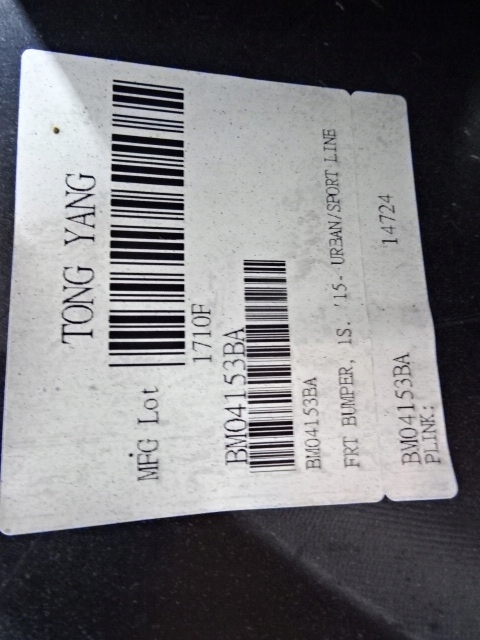 TONG YANG
MFG Lot
1710F
BM04153BA
BM04153BA
FRT BUMPER, 1S. '15- URBAN/SPORT LINE
BM04153BA 14724
PLINK: